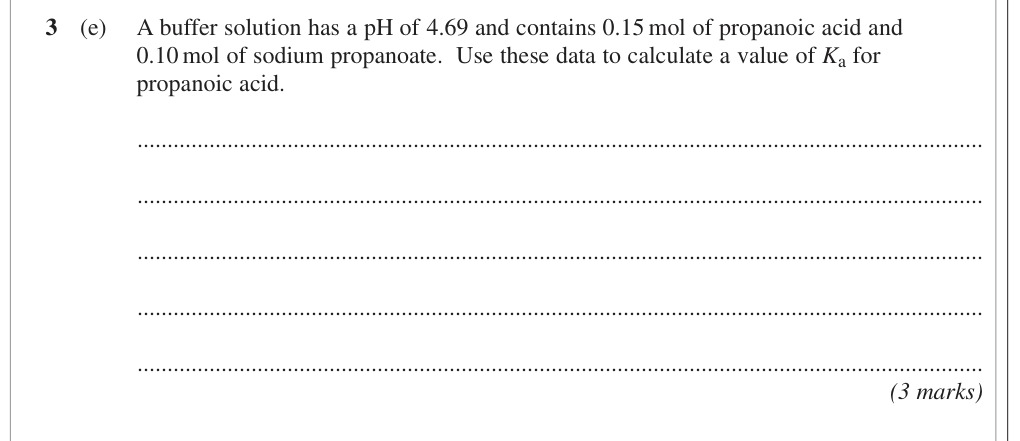 3 (e) A buffer solution has a pH of 4.69 and contains 0.15 mol of propanoic acid and
0.10 mol of sodium propanoate. Use these data to calculate a value of Ka for
propanoic acid.
................................................................................
................................................................................
................................................................................
................................................................................
................................................................................
(3 marks)